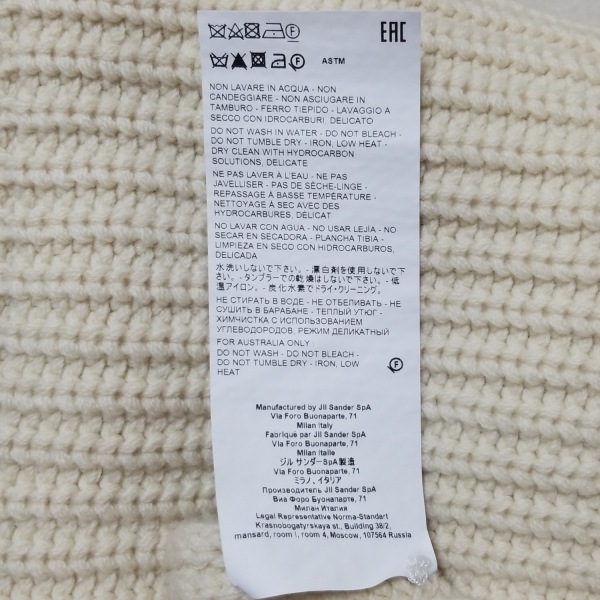 EAC
ASTM
NON LAVARE IN ACQUA - NON
CANDEGGIARE - NON ASCIUGARE IN
TAMBURO - FERRO TIEPIDO - LAVAGGIO A
SECCO CON IDROCARBURI, DELICATO
DO NOT WASH IN WATER - DO NOT BLEACH -
DO NOT TUMBLE DRY - IRON, LOW HEAT -
DRY CLEAN WITH HYDROCARBON
SOLUTIONS, DELICATE
NE PAS LAVER À L'EAU - NE PAS
JAVELLISER - PAS DE SÈCHE-LINGE -
REPASSAGE À BASSE TEMPÉRATURE -
NETTOYAGE À SEC AVEC DES
HYDROCARBURES, DÉLICAT
NO LAVAR CON AGUA - NO USAR LEJÍA - NO
SECAR EN SECADORA - PLANCHA TIBIA -
LIMPIEZA EN SECO CON HIDROCARBUROS,
DELICADA
水洗いしないで下さい。- 漂白剤を使用しないで下
さい。- タンブラーでの乾燥はしないで下さい。- 低
温アイロン。- 炭化水素でドライ・クリーニング。
НЕ СТИРАТЬ В ВОДЕ - НЕ ОТБЕЛИВАТЬ - НЕ
СУШИТЬ В БАРАБАНЕ - ТЕПЛЫЙ УТЮГ -
ХИМЧИСТКА С ИСПОЛЬЗОВАНИЕМ
УГЛЕВОДОРОДОВ, РЕЖИМ ДЕЛИКАТНЫЙ
FOR AUSTRALIA ONLY :
DO NOT WASH - DO NOT BLEACH -
DO NOT TUMBLE DRY - IRON, LOW
HEAT
F
Manufactured by Jil Sander SpA
Via Foro Buonaparte, 71
Milan Italy
Fabriqué par Jil Sander SpA
Via Foro Buonaparte, 71
Milan Italie
ジル サンダーSpA製造
Via Foro Buonaparte, 71
ミラノ、イタリア
Производитель Jil Sander SpA
Виа Форо Буонапарте, 71
Милан Италия
Legal Representative Norma-Standart
Krasnobogatyrskaya st., Building 38/2,
mansard, room I, room 4, Moscow, 107564 Russia